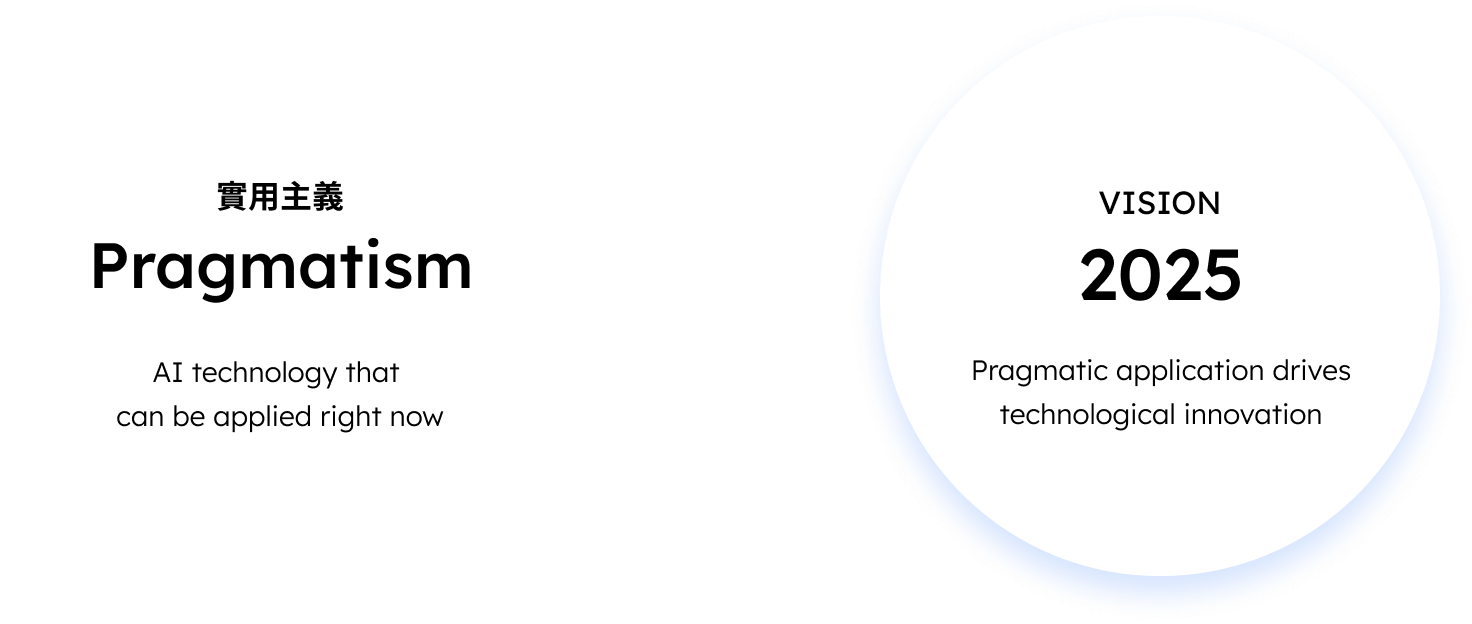 實用主義
Pragmatism
AI technology that
can be applied right now
VISION
2025
Pragmatic application drives
technological innovation